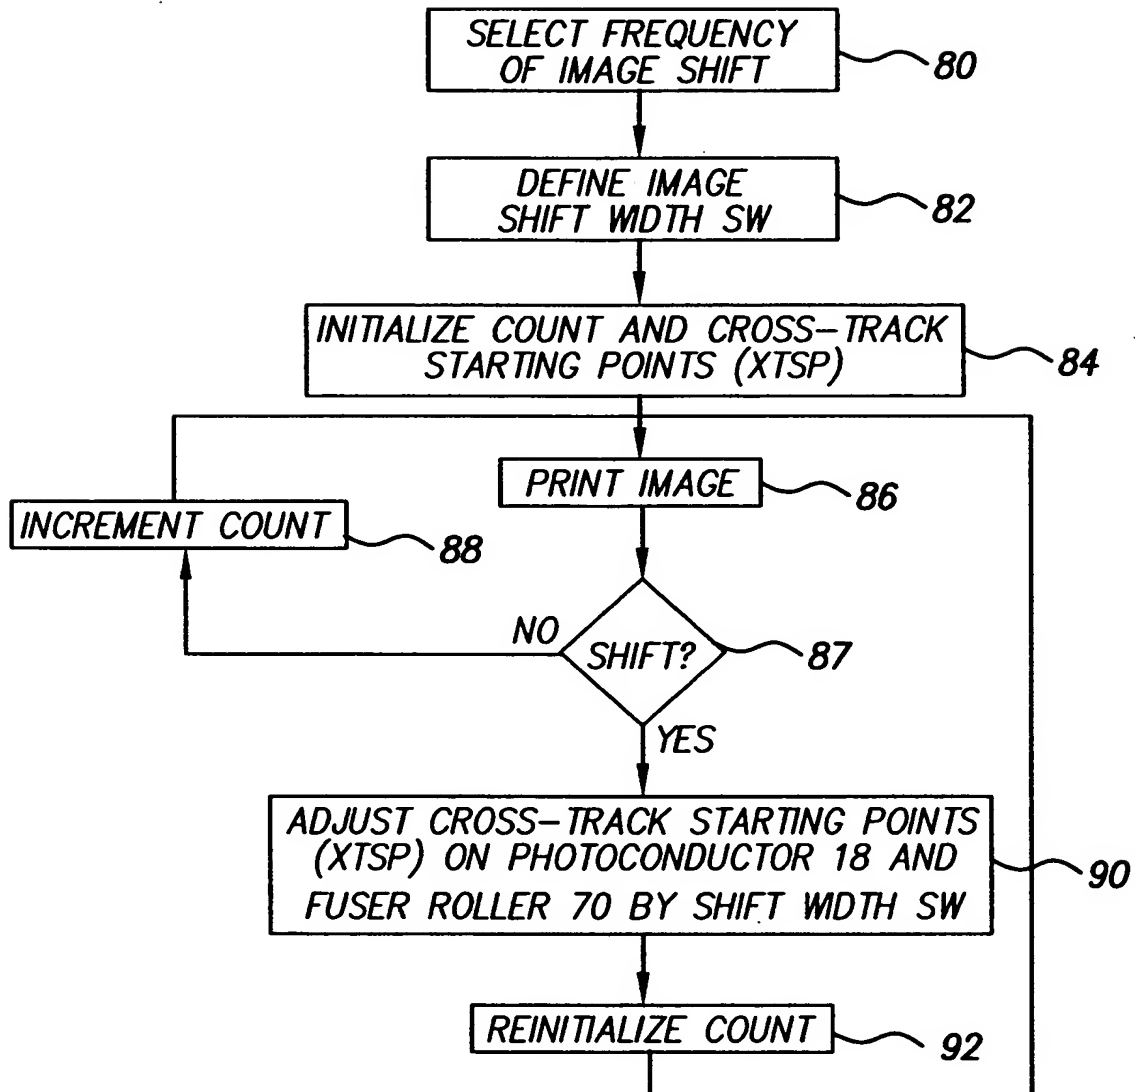 SELECT FREQUENCY
OF IMAGE SHIFT
80
DEFINE IMAGE
SHIFT WIDTH SW
82
INITIALIZE COUNT AND CROSS-TRACK
STARTING POINTS (XTSP)
84
PRINT IMAGE
86
INCREMENT COUNT
88
NO
SHIFT?
87
YES
ADJUST CROSS-TRACK STARTING POINTS
(XTSP) ON PHOTOCONDUCTOR 18 AND
FUSER ROLLER 70 BY SHIFT WIDTH SW
90
REINITIALIZE COUNT
92